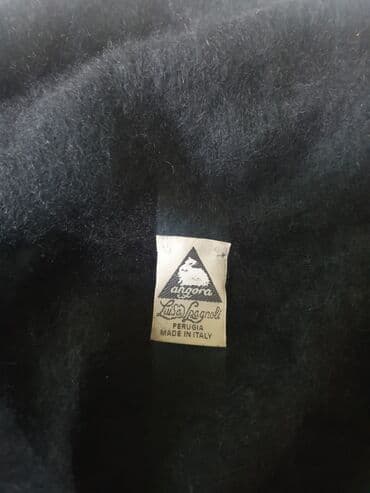 angora
Luisa Spagnoli
PERUGIA
MADE IN ITALY